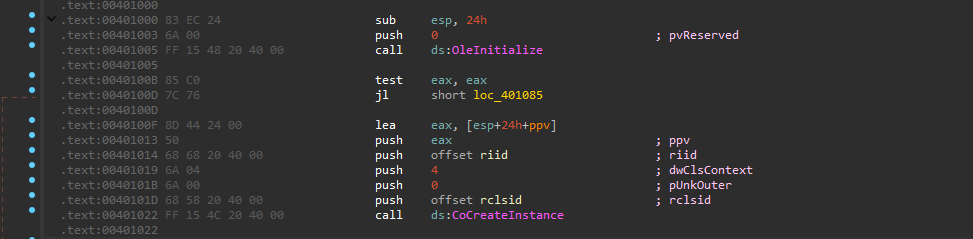 .text:00401000
.text:00401000 83 EC 24 sub esp, 24h
.text:00401003 6A 00 push 0 ; pvReserved
.text:00401005 FF 15 48 20 40 00 call ds:OleInitialize
.text:00401005
.text:0040100B 85 C0 test eax, eax
.text:0040100D 7C 76 jl short loc_401085
.text:0040100D
.text:0040100F 8D 44 24 00 lea eax, [esp+24h+ppv]
.text:00401013 50 push eax ; ppv
.text:00401014 68 68 20 40 00 push offset riid ; riid
.text:00401019 6A 04 push 4 ; dwClsContext
.text:0040101B 6A 00 push 0 ; pUnkOuter
.text:0040101D 68 58 20 40 00 push offset rclsid ; rclsid
.text:00401022 FF 15 4C 20 40 00 call ds:CoCreateInstance
.text:00401022